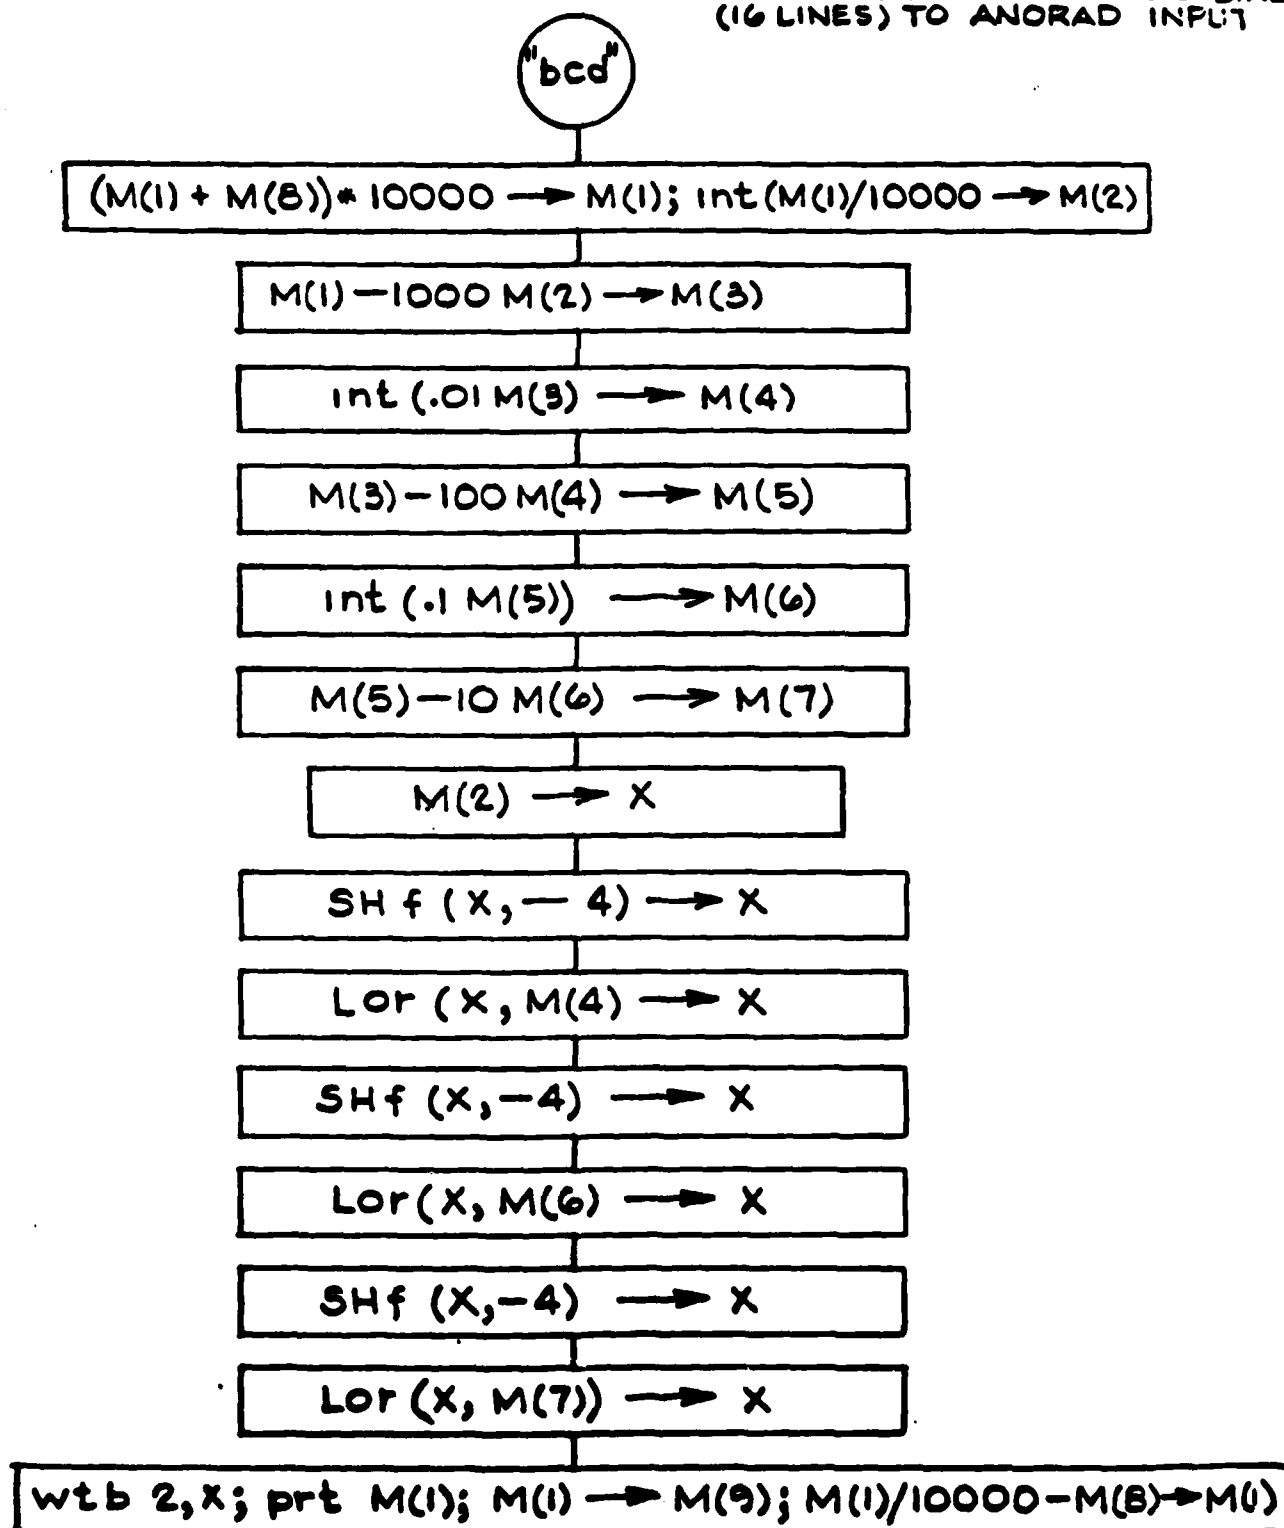 (16 LINES) TO ANORAD INPUT
"bcd"
(M(1) + M(8))* 10000 → M(1); int(M(1)/10000 → M(2)
M(1) — 1000 M(2) → M(3)
int (.01 M(3) → M(4)
M(3) — 100 M(4) → M(5)
int (.1 M(5)) → M(6)
M(5) — 10 M(6) → M(7)
M(2) → X
SHf (X, — 4) → X
Lor (X, M(4) → X
SHf (X, —4) → X
Lor(X, M(6) → X
SHf (X,—4) → X
Lor (X, M(7)) → X
wtb 2,X; prt M(1); M(1) → M(9); M(1)/10000—M(8)→M(1)